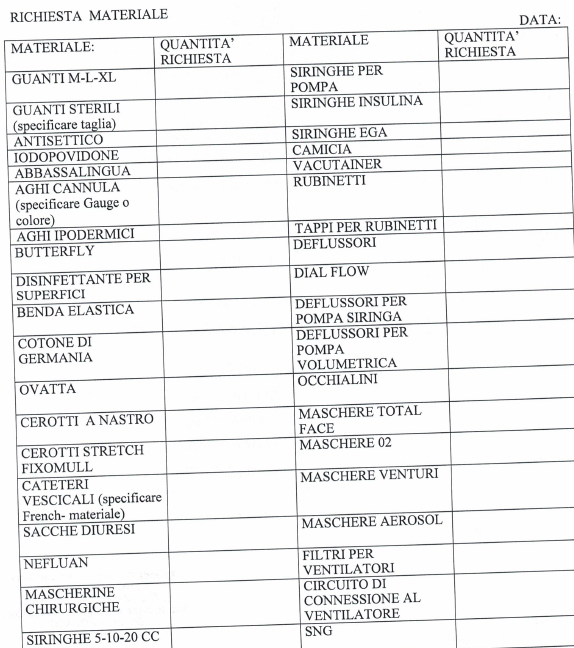 RICHIESTA MATERIALE
DATA:
MATERIALE:
QUANTITA'
RICHIESTA
MATERIALE
QUANTITA'
RICHIESTA
GUANTI M-L-XL
SIRINGHE PER
POMPA
GUANTI STERILI
(specificare taglia)
SIRINGHE INSULINA
ANTISETTICO
SIRINGHE EGA
IODOPOVIDONE
CAMICIA
ABBASSALINGUA
VACUTAINER
AGHI CANNULA
(specificare Gauge o
colore)
RUBINETTI
AGHI IPODERMICI
TAPPI PER RUBINETTI
BUTTERFLY
DEFLUSSORI
DISINFETTANTE PER
SUPERFICI
DIAL FLOW
BENDA ELASTICA
DEFLUSSORI PER
POMPA SIRINGA
COTONE DI
GERMANIA
DEFLUSSORI PER
POMPA
VOLUMETRICA
OVATTA
OCCHIALINI
CEROTTI A NASTRO
MASCHERE TOTAL
FACE
CEROTTI STRETCH
FIXOMULL
MASCHERE 02
CATETERI
VESCICALI (specificare
French- materiale)
MASCHERE VENTURI
SACCHE DIURESI
MASCHERE AEROSOL
NEFLUAN
FILTRI PER
VENTILATORI
MASCHERINE
CHIRURGICHE
CIRCUITO DI
CONNESSIONE AL
VENTILATORE
SIRINGHE 5-10-20 CC
SNG